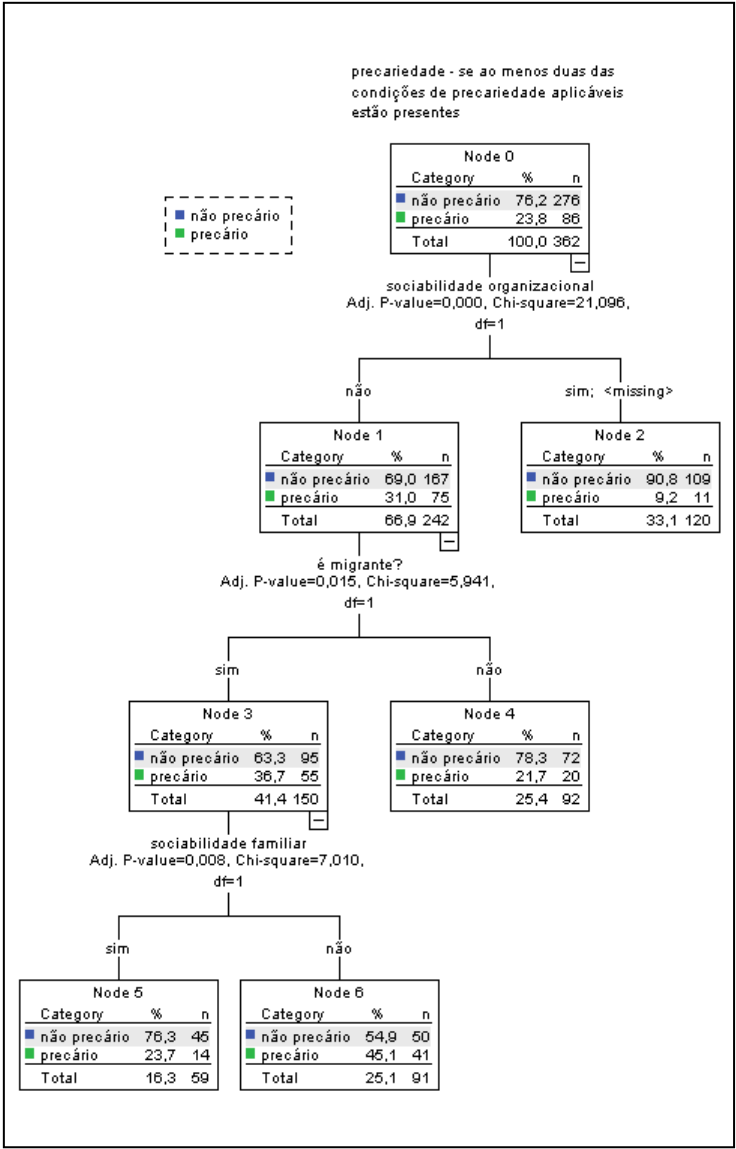 precariedade - se ao menos duas das
condições de precariedade aplicáveis
estão presentes
não precário
precário
Node 0
Category % n
não precário 76,2 276
precário 23,8 86
Total 100,0 362
sociabilidade organizacional
Adj. P-value=0,000, Chi-square=21,096,
df=1
não
sim; <missing>
Node 1
Category % n
não precário 69,0 167
precário 31,0 75
Total 66,9 242
Node 2
Category % n
não precário 90,8 109
precário 9,2 11
Total 33,1 120
é migrante?
Adj. P-value=0,015, Chi-square=5,941,
df=1
sim
não
Node 3
Category % n
não precário 63,3 95
precário 36,7 55
Total 41,4 150
Node 4
Category % n
não precário 78,3 72
precário 21,7 20
Total 25,4 92
sociabilidade familiar
Adj. P-value=0,008, Chi-square=7,010,
df=1
sim
não
Node 5
Category % n
não precário 76,3 45
precário 23,7 14
Total 16,3 59
Node 6
Category % n
não precário 54,9 50
precário 45,1 41
Total 25,1 91